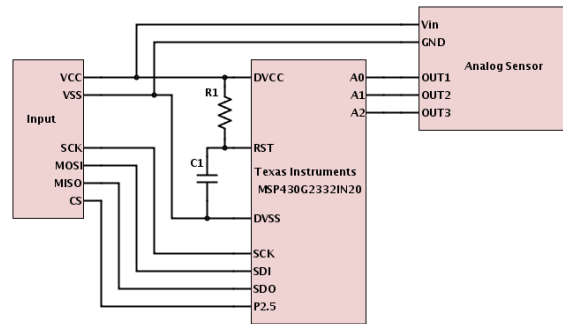 Vin
GND
Analog Sensor
VCC
DVCC
A0
OUT1
VSS
R1
A1
OUT2
Input
A2
OUT3
SCK
RST
MOSI
C1
Texas Instruments
MISO
MSP430G2332IN20
CS
DVSS
SCK
SDI
SDO
P2.5